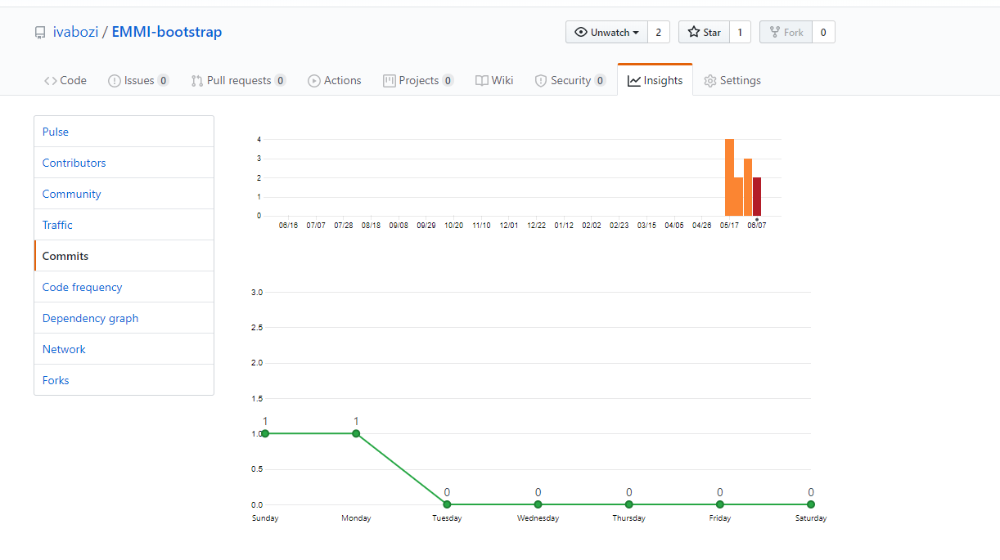 ivabozi / EMMI-bootstrap
Unwatch 2 Star 1 Fork 0
Code Issues 0 Pull requests 0 Actions Projects 0 Wiki Security 0 Insights Settings
Pulse
Contributors
Community
Traffic
Commits
Code frequency
Dependency graph
Network
Forks
4
3
2
1
0
06/16 07/07 07/28 08/18 09/08 09/29 10/20 11/10 12/01 12/22 01/12 02/02 02/23 03/15 04/05 04/26 05/17 06/07
3.0
2.5
2.0
1.5
1 1
1.0
0.5
0 0 0 0 0
0.0
Sunday Monday Tuesday Wednesday Thursday Friday Saturday